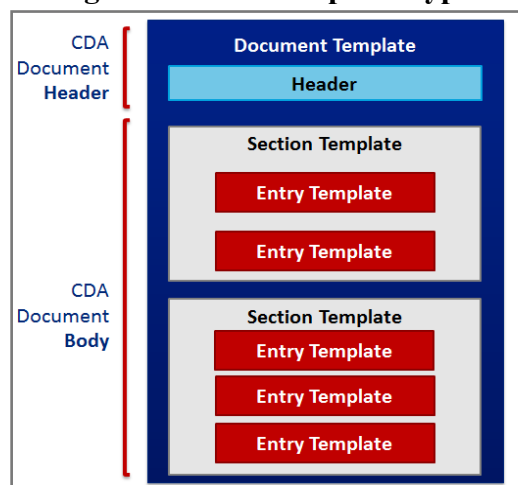 CDA
Document
Header
Document Template
Header
CDA
Document
Body
Section Template
Entry Template
Entry Template
Section Template
Entry Template
Entry Template
Entry Template